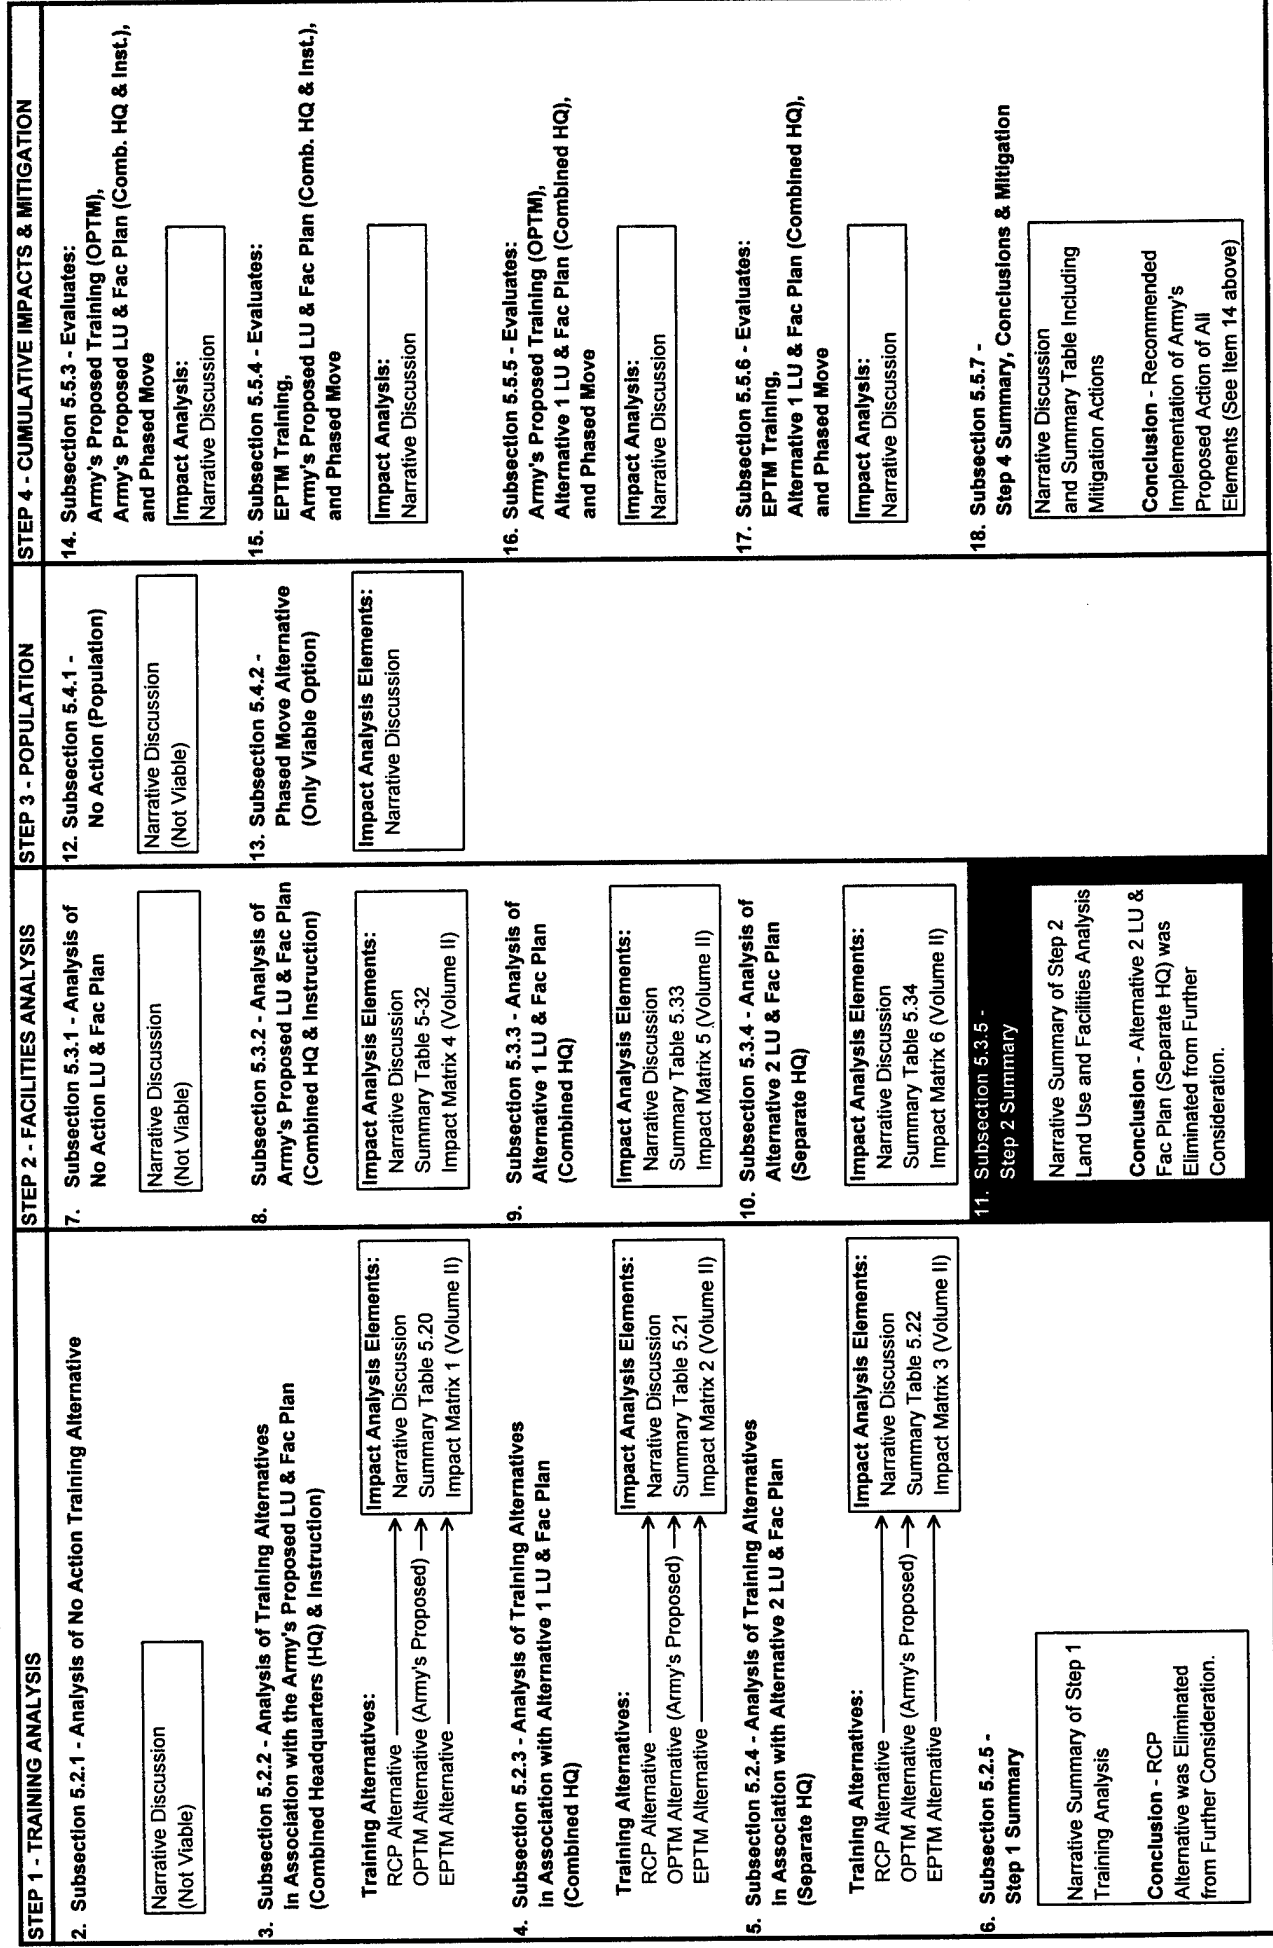 STEP 1 - TRAINING ANALYSIS
2. Subsection 5.2.1 - Analysis of No Action Training Alternative
Narrative Discussion
(Not Viable)
3. Subsection 5.2.2 - Analysis of Training Alternatives
in Association with the Army's Proposed LU & Fac Plan
(Combined Headquarters (HQ) & Instruction)
Training Alternatives:
RCP Alternative
OPTM Alternative (Army's Proposed)
EPTM Alternative
Impact Analysis Elements:
Narrative Discussion
Summary Table 5.20
Impact Matrix 1 (Volume II)
4. Subsection 5.2.3 - Analysis of Training Alternatives
in Association with Alternative 1 LU & Fac Plan
(Combined HQ)
Training Alternatives:
RCP Alternative
OPTM Alternative (Army's Proposed)
EPTM Alternative
Impact Analysis Elements:
Narrative Discussion
Summary Table 5.21
Impact Matrix 2 (Volume II)
5. Subsection 5.2.4 - Analysis of Training Alternatives
in Association with Alternative 2 LU & Fac Plan
(Separate HQ)
Training Alternatives:
RCP Alternative
OPTM Alternative (Army's Proposed)
EPTM Alternative
Impact Analysis Elements:
Narrative Discussion
Summary Table 5.22
Impact Matrix 3 (Volume II)
6. Subsection 5.2.5 -
Step 1 Summary
Narrative Summary of Step 1
Training Analysis
Conclusion - RCP
Alternative was Eliminated
from Further Consideration.
STEP 2 - FACILITIES ANALYSIS
7. Subsection 5.3.1 - Analysis of
No Action LU & Fac Plan
Narrative Discussion
(Not Viable)
8. Subsection 5.3.2 - Analysis of
Army's Proposed LU & Fac Plan
(Combined HQ & Instruction)
Impact Analysis Elements:
Narrative Discussion
Summary Table 5-32
Impact Matrix 4 (Volume II)
9. Subsection 5.3.3 - Analysis of
Alternative 1 LU & Fac Plan
(Combined HQ)
Impact Analysis Elements:
Narrative Discussion
Summary Table 5.33
Impact Matrix 5 (Volume II)
10. Subsection 5.3.4 - Analysis of
Alternative 2 LU & Fac Plan
(Separate HQ)
Impact Analysis Elements:
Narrative Discussion
Summary Table 5.34
Impact Matrix 6 (Volume II)
11. Subsection 5.3.5 -
Step 2 Summary
Narrative Summary of Step 2
Land Use and Facilities Analysis
Conclusion - Alternative 2 LU &
Fac Plan (Separate HQ) was
Eliminated from Further
Consideration.
STEP 3 - POPULATION
12. Subsection 5.4.1 -
No Action (Population)
Narrative Discussion
(Not Viable)
13. Subsection 5.4.2 -
Phased Move Alternative
(Only Viable Option)
Impact Analysis Elements:
Narrative Discussion
STEP 4 - CUMULATIVE IMPACTS & MITIGATION
14. Subsection 5.5.3 - Evaluates:
Army's Proposed Training (OPTM),
Army's Proposed LU & Fac Plan (Comb. HQ & Inst.),
and Phased Move
Impact Analysis:
Narrative Discussion
15. Subsection 5.5.4 - Evaluates:
EPTM Training,
Army's Proposed LU & Fac Plan (Comb. HQ & Inst.),
and Phased Move
Impact Analysis:
Narrative Discussion
16. Subsection 5.5.5 - Evaluates:
Army's Proposed Training (OPTM),
Alternative 1 LU & Fac Plan (Combined HQ),
and Phased Move
Impact Analysis:
Narrative Discussion
17. Subsection 5.5.6 - Evaluates:
EPTM Training,
Alternative 1 LU & Fac Plan (Combined HQ),
and Phased Move
Impact Analysis:
Narrative Discussion
18. Subsection 5.5.7 -
Step 4 Summary, Conclusions & Mitigation
Narrative Discussion
and Summary Table Including
Mitigation Actions
Conclusion - Recommended
Implementation of Army's
Proposed Action of All
Elements (See Item 14 above)